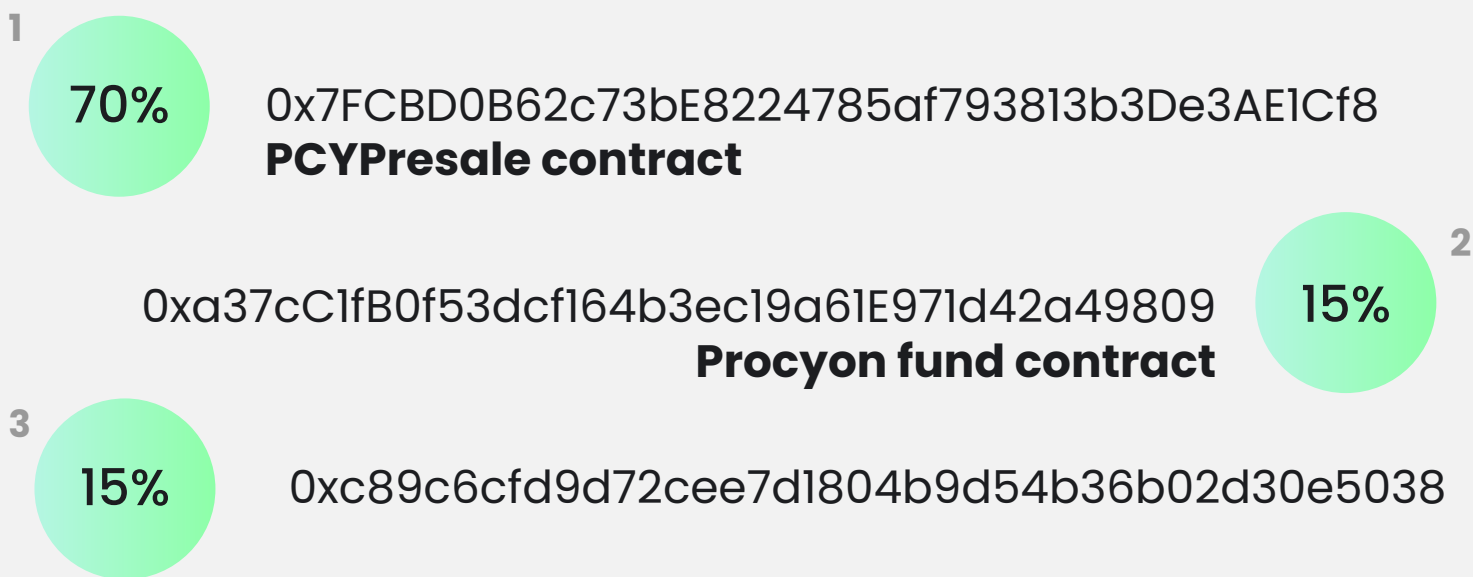 1
70%
0x7FCBD0B62c73bE8224785af793813b3De3AE1Cf8
PCYPresale contract
2
0xa37cC1fB0f53dcf164b3ec19a61E971d42a49809
15%
Procyon fund contract
3
15%
0xc89c6cfd9d72cee7d1804b9d54b36b02d30e5038